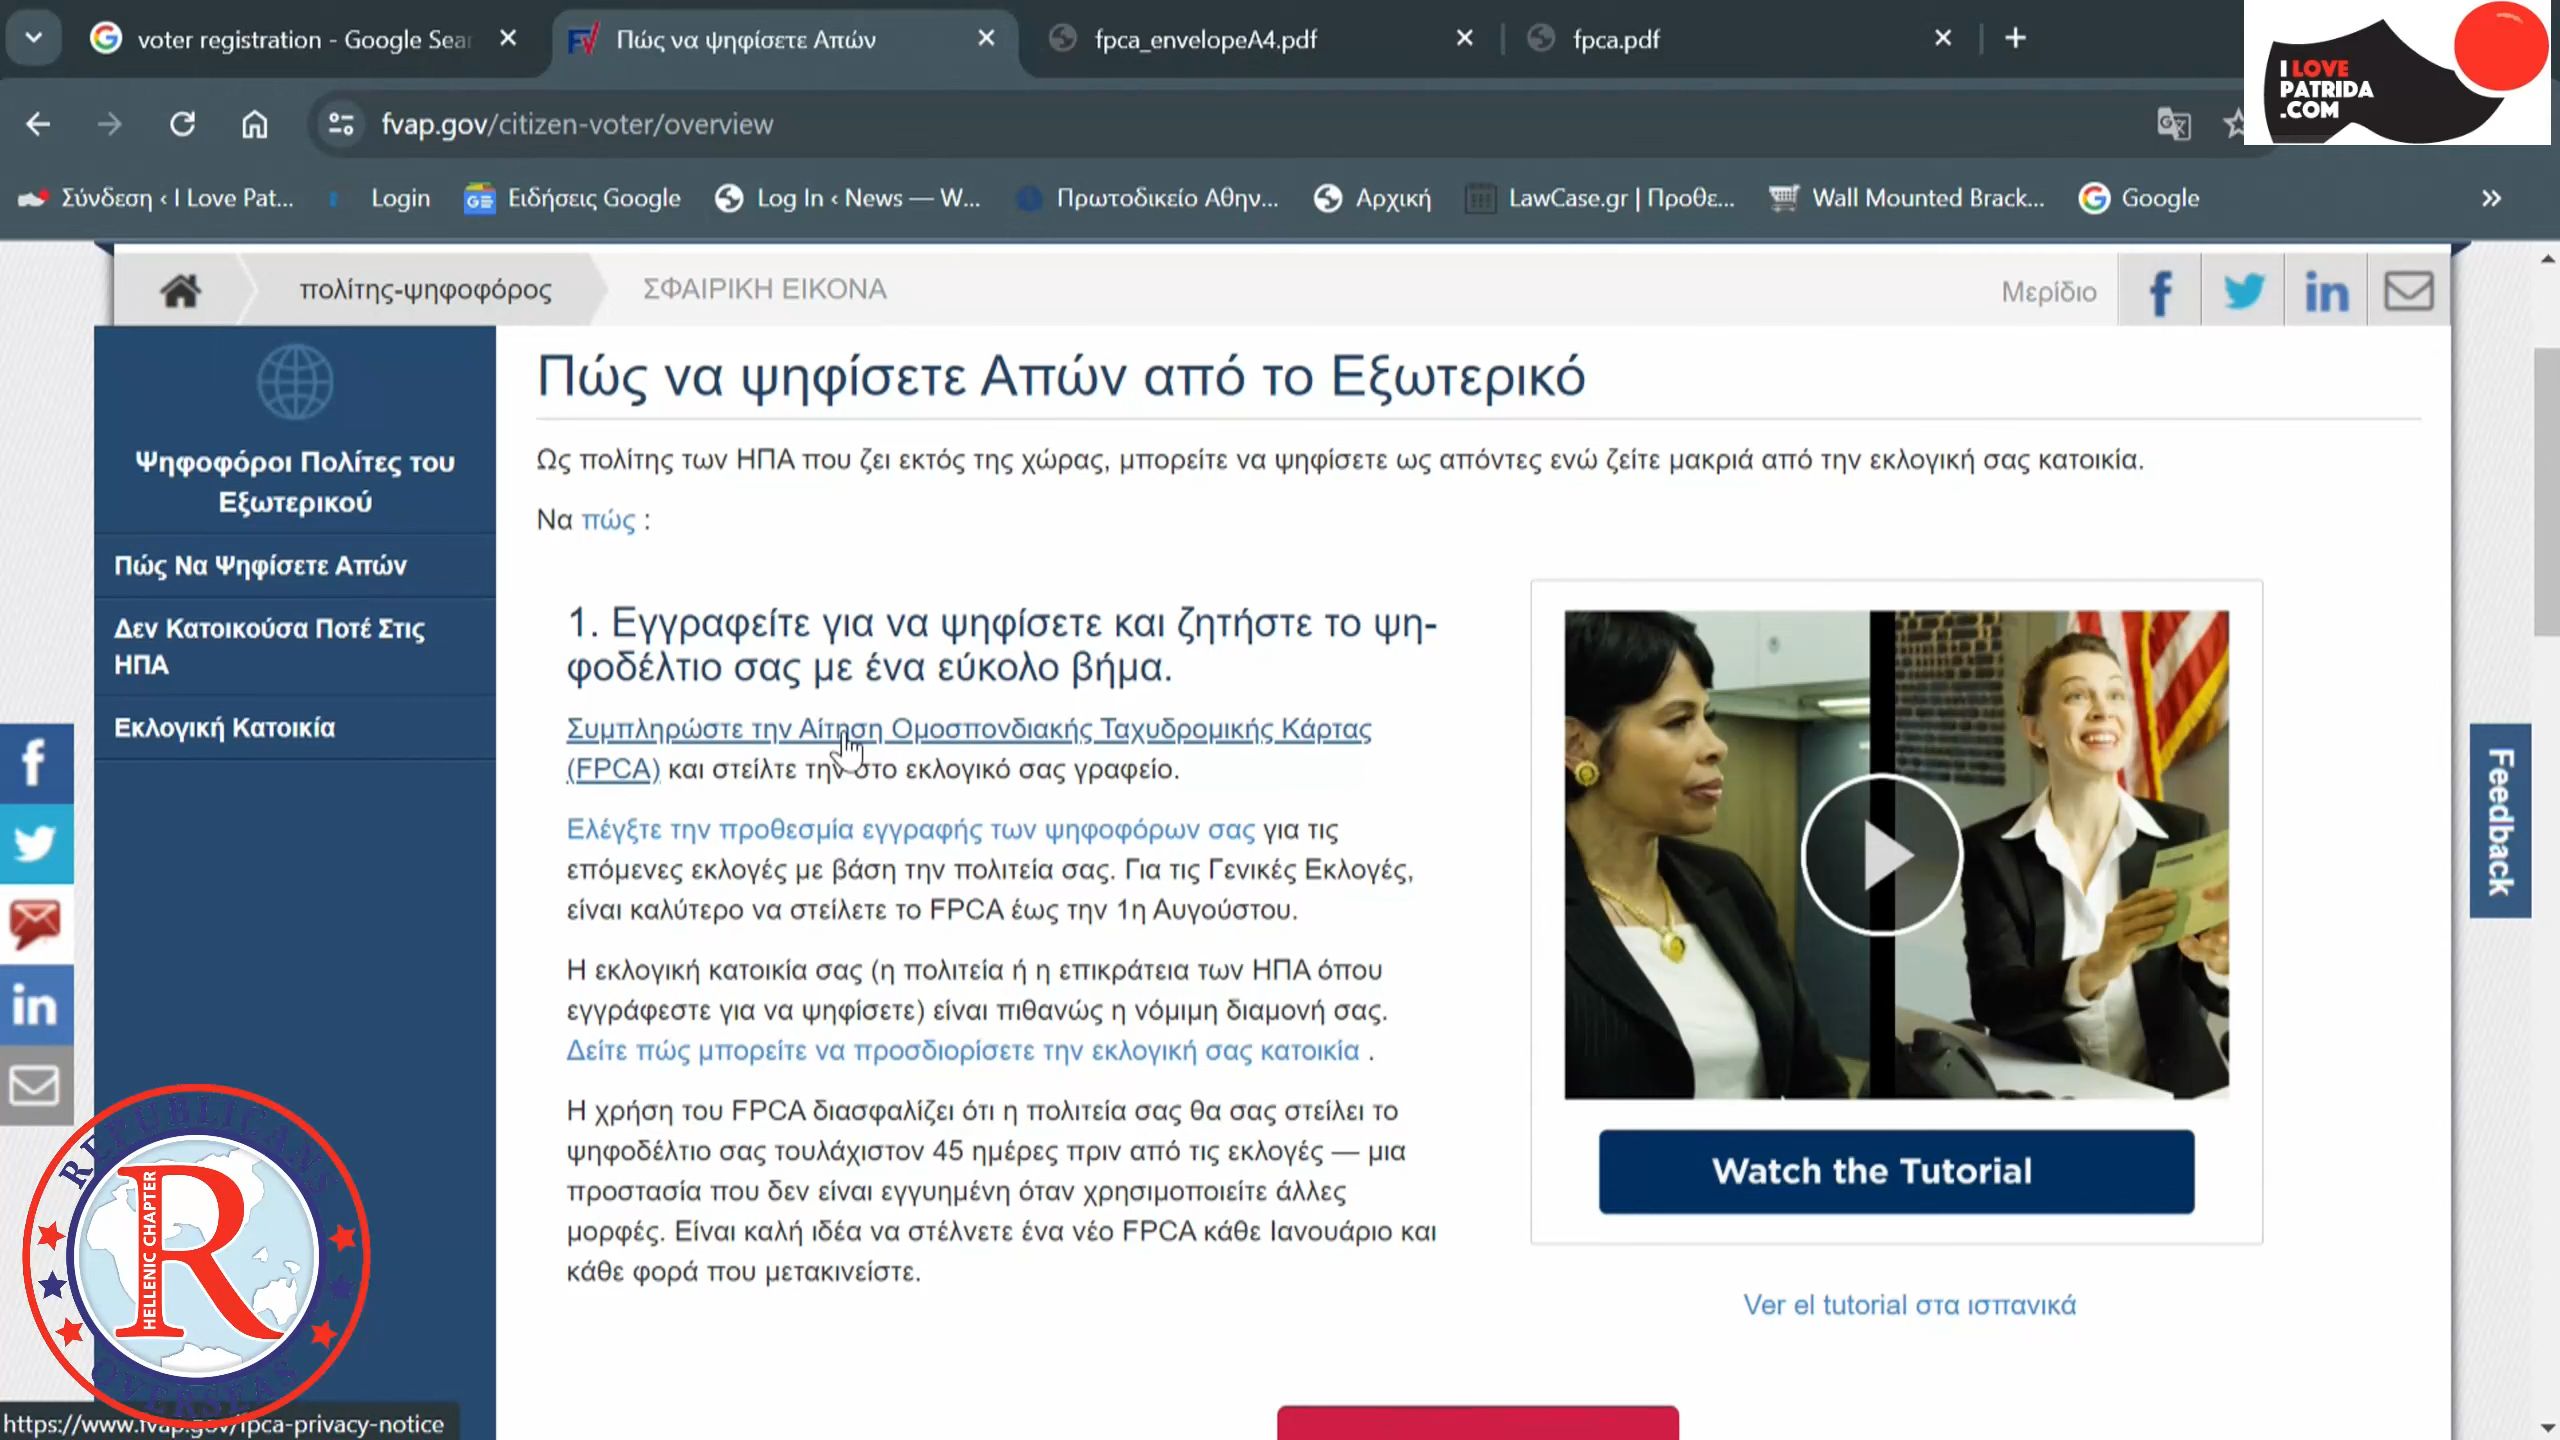 voter registration - Google Sear
Πώς να ψηφίσετε Απών
fpca_envelopeA4.pdf
fpca.pdf
I LOVE
PATRIDA
.COM
fvap.gov/citizen-voter/overview
Σύνδεση ‹ I Love Pat...
Login
Ειδήσεις Google
Log In ‹ News — W...
Πρωτοδικείο Αθην...
Αρχική
LawCase.gr | Προθε...
Wall Mounted Brack...
Google
πολίτης-ψηφοφόρος
ΣΦΑΙΡΙΚΗ ΕΙΚΟΝΑ
Μερίδιο
Ψηφοφόροι Πολίτες του
Εξωτερικού
Πώς Να Ψηφίσετε Απών
Δεν Κατοικούσα Ποτέ Στις
ΗΠΑ
Εκλογική Κατοικία
Πώς να ψηφίσετε Απών από το Εξωτερικό
Ως πολίτης των ΗΠΑ που ζει εκτός της χώρας, μπορείτε να ψηφίσετε ως απόντες ενώ ζείτε μακριά από την εκλογική σας κατοικία.
Να πώς :
1. Εγγραφείτε για να ψηφίσετε και ζητήστε το ψη-
φοδέλτιο σας με ένα εύκολο βήμα.
Συμπληρώστε την Αίτηση Ομοσπονδιακής Ταχυδρομικής Κάρτας
(FPCA) και στείλτε την στο εκλογικό σας γραφείο.
Ελέγξτε την προθεσμία εγγραφής των ψηφοφόρων σας για τις
επόμενες εκλογές με βάση την πολιτεία σας. Για τις Γενικές Εκλογές,
είναι καλύτερο να στείλετε το FPCA έως την 1η Αυγούστου.
Η εκλογική κατοικία σας (η πολιτεία ή η επικράτεια των ΗΠΑ όπου
εγγράφεστε για να ψηφίσετε) είναι πιθανώς η νόμιμη διαμονή σας.
Δείτε πώς μπορείτε να προσδιορίσετε την εκλογική σας κατοικία .
Η χρήση του FPCA διασφαλίζει ότι η πολιτεία σας θα σας στείλει το
ψηφοδέλτιο σας τουλάχιστον 45 ημέρες πριν από τις εκλογές — μια
προστασία που δεν είναι εγγυημένη όταν χρησιμοποιείτε άλλες
μορφές. Είναι καλή ιδέα να στέλνετε ένα νέο FPCA κάθε Ιανουάριο και
κάθε φορά που μετακινείστε.
Watch the Tutorial
Ver el tutorial στα ισπανικά
Feedback
REPUBLICANS
R
HELLENIC CHAPTER
OVERSEAS
https://www.fvap.gov/fpca-privacy-notice